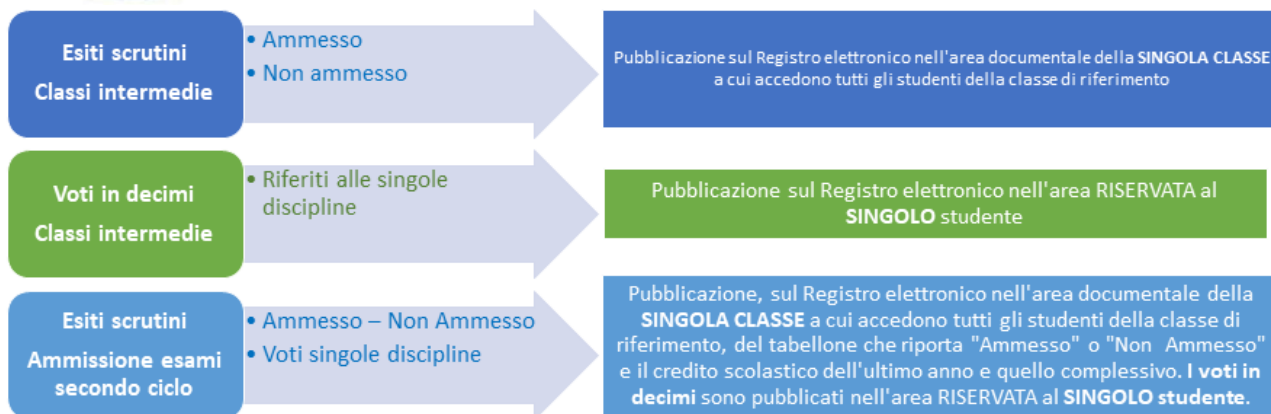 Esiti scrutini
Classi intermedie
• Ammesso
• Non ammesso
Pubblicazione sul Registro elettronico nell'area documentale della SINGOLA CLASSE
a cui accedono tutti gli studenti della classe di riferimento
Voti in decimi
Classi intermedie
• Riferiti alle singole
discipline
Pubblicazione sul Registro elettronico nell'area RISERVATA al
SINGOLO studente
Esiti scrutini
Ammissione esami
secondo ciclo
• Ammesso – Non Ammesso
• Voti singole discipline
Pubblicazione, sul Registro elettronico nell'area documentale della
SINGOLA CLASSE a cui accedono tutti gli studenti della classe di
riferimento, del tabellone che riporta "Ammesso" o "Non Ammesso"
e il credito scolastico dell'ultimo anno e quello complessivo. I voti in
decimi sono pubblicati nell'area RISERVATA al SINGOLO studente.